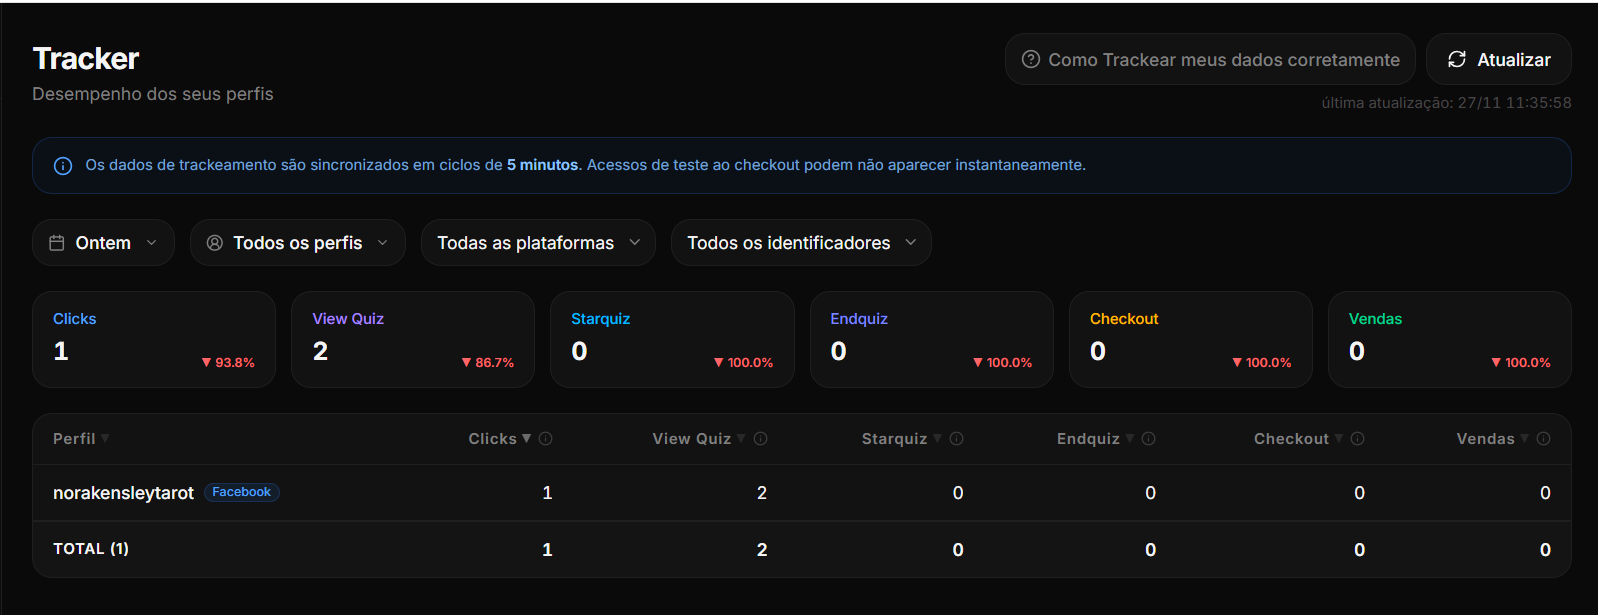 Tracker
Como Trackear meus dados corretamente
Atualizar
Desempenho dos seus perfis
última atualização: 27/11 11:35:58
Os dados de trackeamento são sincronizados em ciclos de 5 minutos. Acessos de teste ao checkout podem não aparecer instantaneamente.
Ontem Todos os perfis Todas as plataformas Todos os identificadores
Clicks View Quiz Starquiz Endquiz Checkout Vendas
1 2 0 0 0 0
▼ 93.8% ▼ 86.7% ▼ 100.0% ▼ 100.0% ▼ 100.0% ▼ 100.0%
Perfil Clicks View Quiz Starquiz Endquiz Checkout Vendas
norakensleytarot Facebook 1 2 0 0 0 0
TOTAL (1) 1 2 0 0 0 0